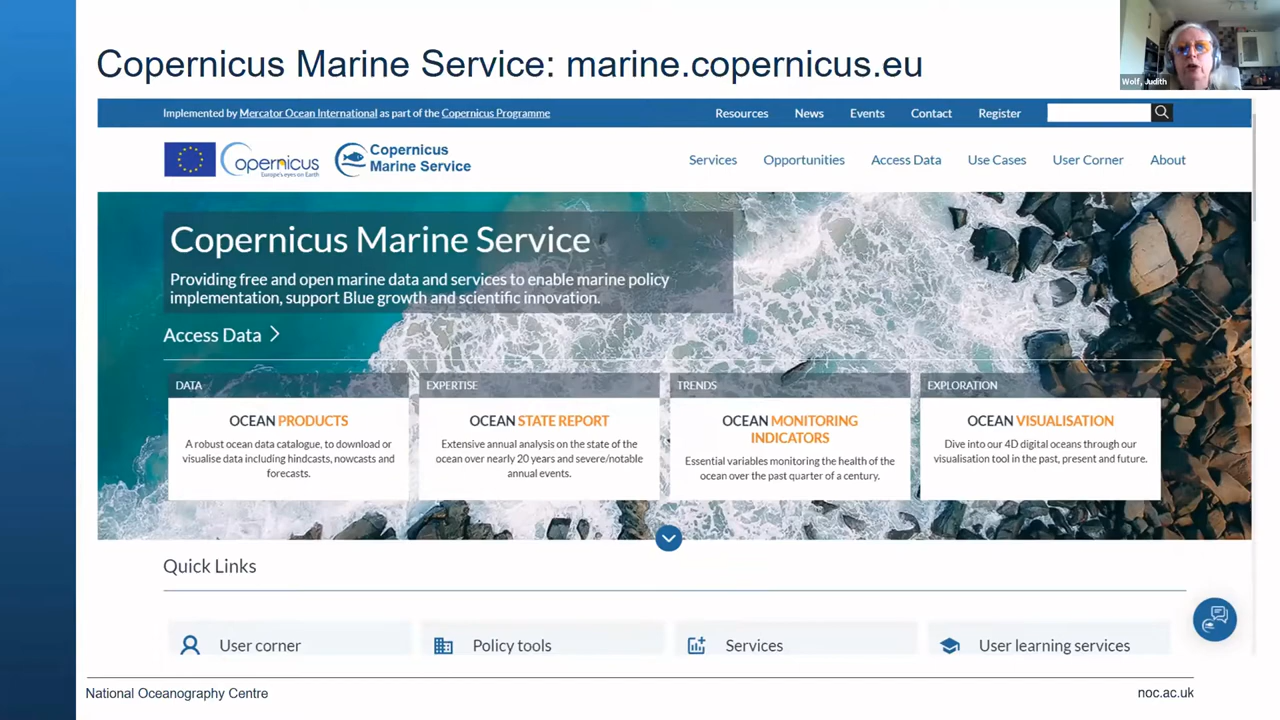 Copernicus Marine Service: marine.copernicus.eu
Wolf, Judith
Implemented by Mercator Ocean International as part of the Copernicus Programme
Resources News Events Contact Register
opernicus
Europe's eyes on Earth
Copernicus
Marine Service
Services Opportunities Access Data Use Cases User Corner About
Copernicus Marine Service
Providing free and open marine data and services to enable marine policy
implementation, support Blue growth and scientific innovation.
Access Data
DATA
OCEAN PRODUCTS
A robust ocean data catalogue, to download or
visualise data including hindcasts, nowcasts and
forecasts.
EXPERTISE
OCEAN STATE REPORT
Extensive annual analysis on the state of the
ocean over nearly 20 years and severe/notable
annual events.
TRENDS
OCEAN MONITORING
INDICATORS
Essential variables monitoring the health of the
ocean over the past quarter of a century.
EXPLORATION
OCEAN VISUALISATION
Dive into our 4D digital oceans through our
visualisation tool in the past, present and future.
Quick Links
User corner
Policy tools
Services
User learning services
National Oceanography Centre
noc.ac.uk